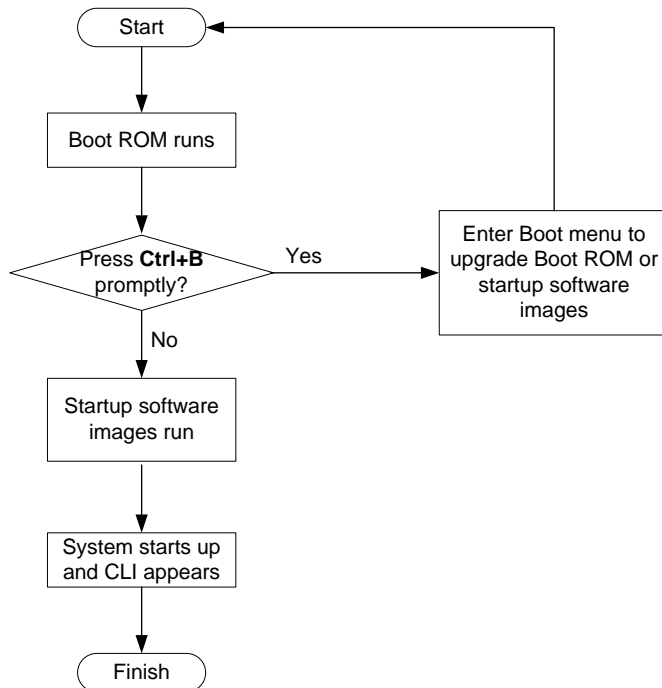 Start
Boot ROM runs
Press Ctrl+B
promptly?
Yes
Enter Boot menu to
upgrade Boot ROM or
startup software
images
No
Startup software
images run
System starts up
and CLI appears
Finish